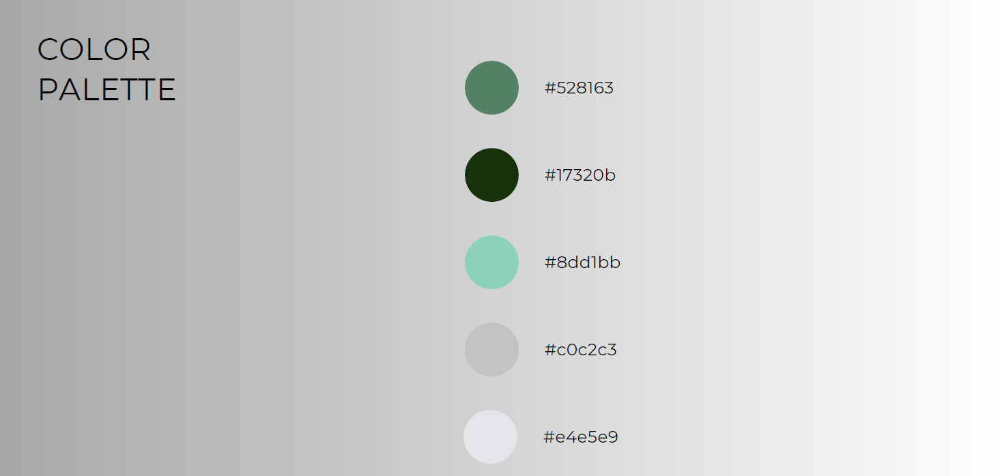 COLOR
PALETTE
#528163
#17320b
#8dd1bb
#c0c2c3
#e4e5e9